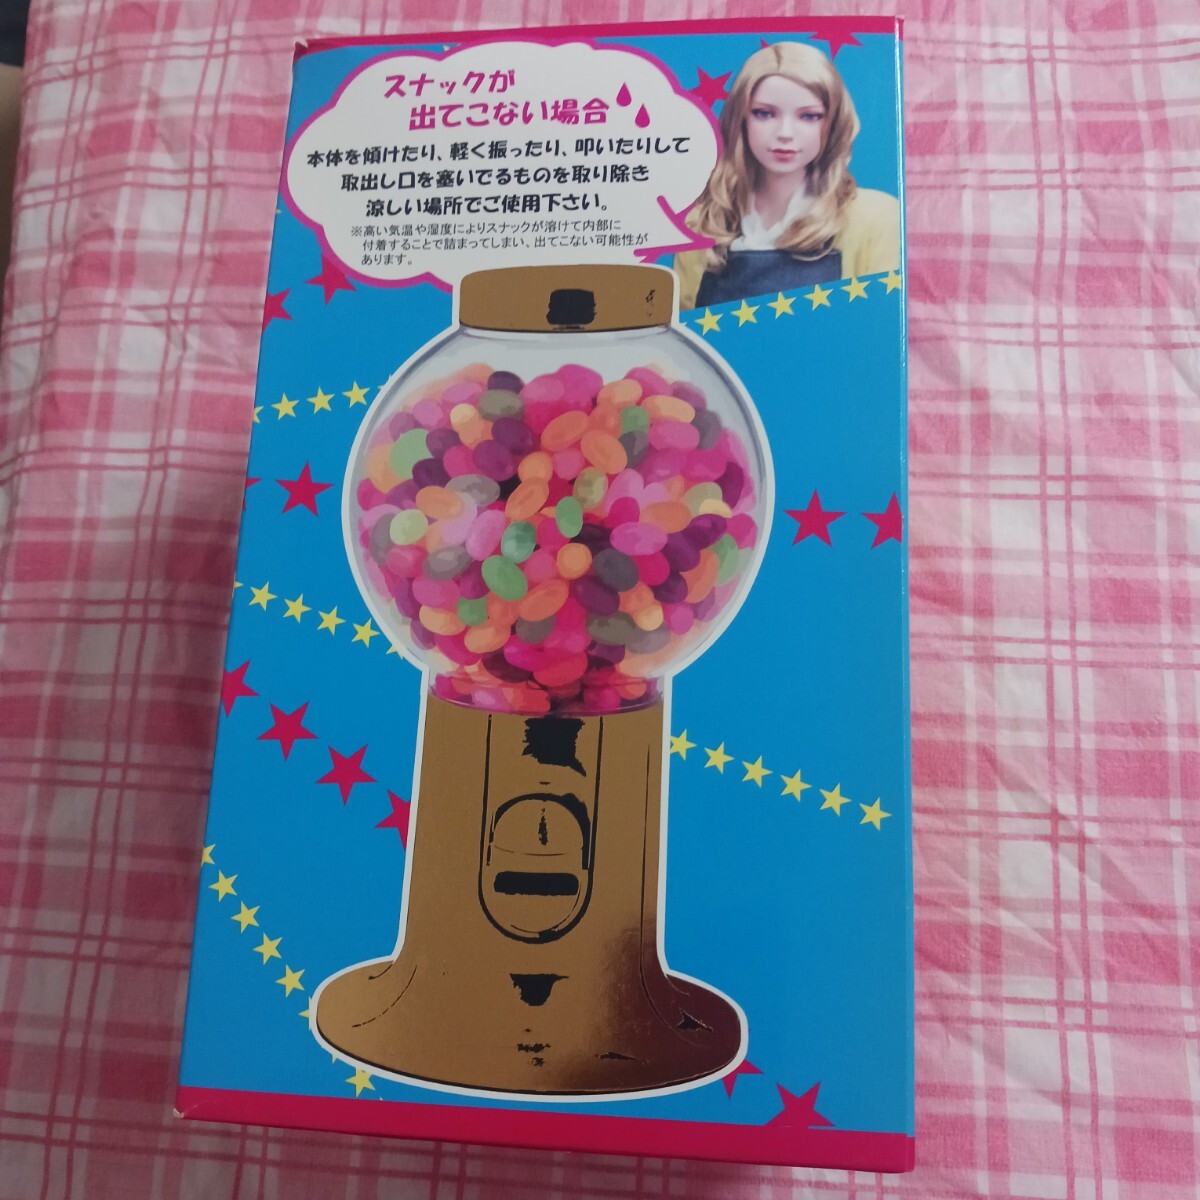 スナックが
出てこない場合
本体を傾けたり、軽く振ったり、叩いたりして
取出し口を塞いでるものを取り除き
涼しい場所でご使用下さい。
※高い気温や湿度によりスナックが溶けて内部に
付着することで詰まってしまい、出てこない可能性が
あります。